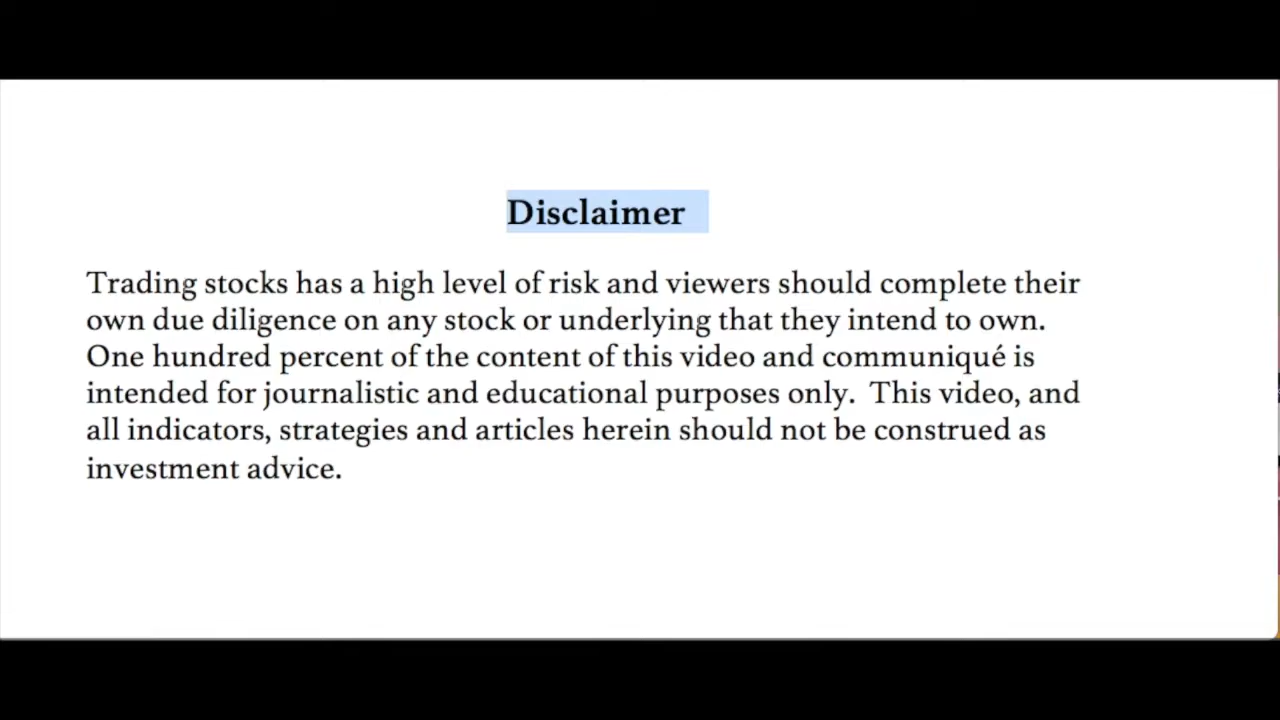 Disclaimer
Trading stocks has a high level of risk and viewers should complete their
own due diligence on any stock or underlying that they intend to own.
One hundred percent of the content of this video and communiqué is
intended for journalistic and educational purposes only.  This video, and
all indicators, strategies and articles herein should not be construed as
investment advice.